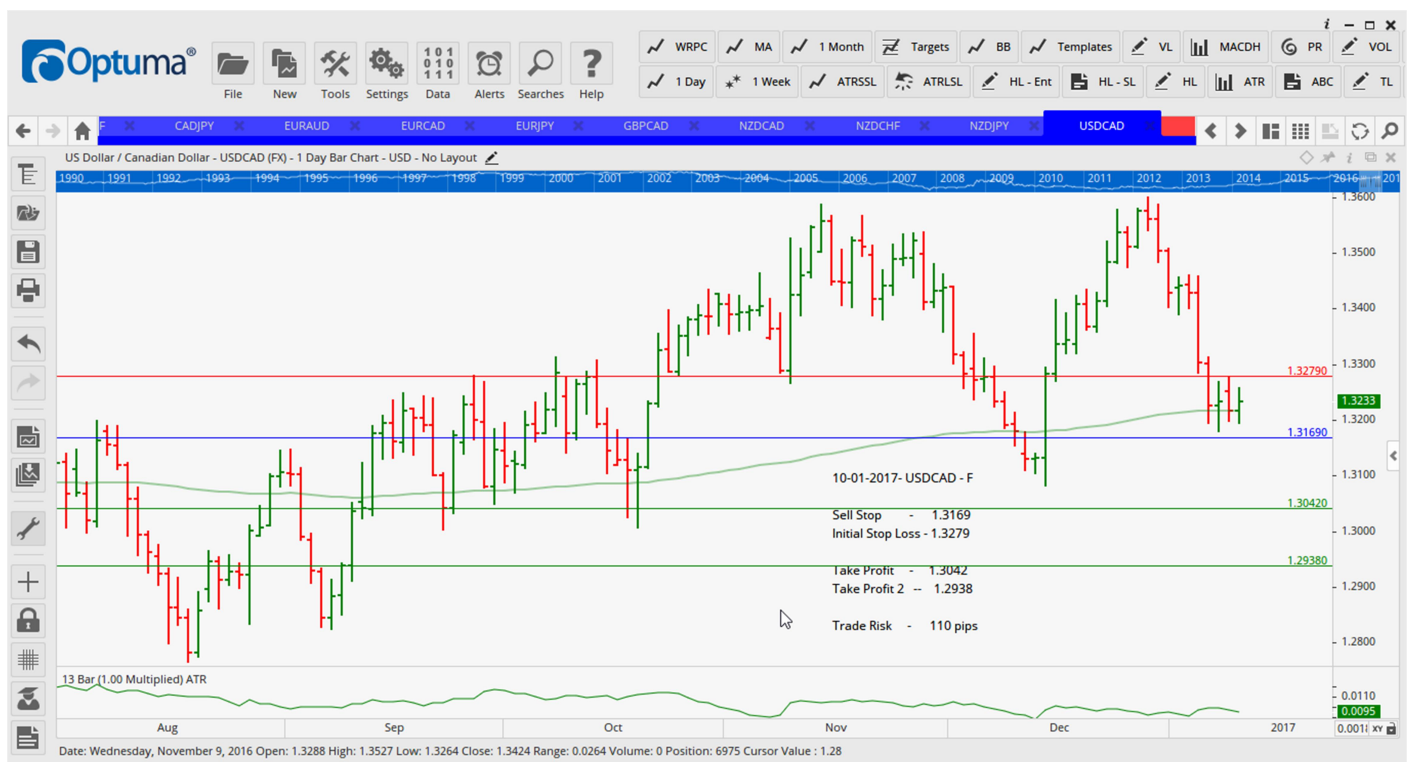 i
Optuma®
File
New
Tools
Settings
101
010
111
Data
Alerts
Searches
?
Help
WRPC
MA
1 Month
Targets
BB
Templates
VL
MACDH
PR
VOL
1 Day
1 Week
ATRSSL
ATRLSL
HL - Ent
HL - SL
HL
ATR
ABC
TL
F
CADJPY
EURAUD
EURCAD
EURJPY
GBPCAD
NZDCAD
NZDCHF
NZDJPY
USDCAD
US Dollar / Canadian Dollar - USDCAD (FX) - 1 Day Bar Chart - USD - No Layout
1990 1991 1992 1993 1994 1995 1996 1997 1998 1999 2000 2001 2002 2003 2004 2005 2006 2007 2008 2009 2010 2011 2012 2013 2014 2015 2016 201
1.3600
1.3500
1.3400
1.3300
1.32790
1.3233
1.3200
1.31690
1.3100
10-01-2017- USDCAD - F
1.30420
Sell Stop - 1.3169
Initial Stop Loss - 1.3279
1.3000
1.29380
Take Profit - 1.3042
Take Profit 2 -- 1.2938
1.2900
Trade Risk - 110 pips
1.2800
13 Bar (1.00 Multiplied) ATR
0.0110
0.0095
Aug Sep Oct Nov Dec 2017
XY
Date: Wednesday, November 9, 2016 Open: 1.3288 High: 1.3527 Low: 1.3264 Close: 1.3424 Range: 0.0264 Volume: 0 Position: 6975 Cursor Value : 1.28